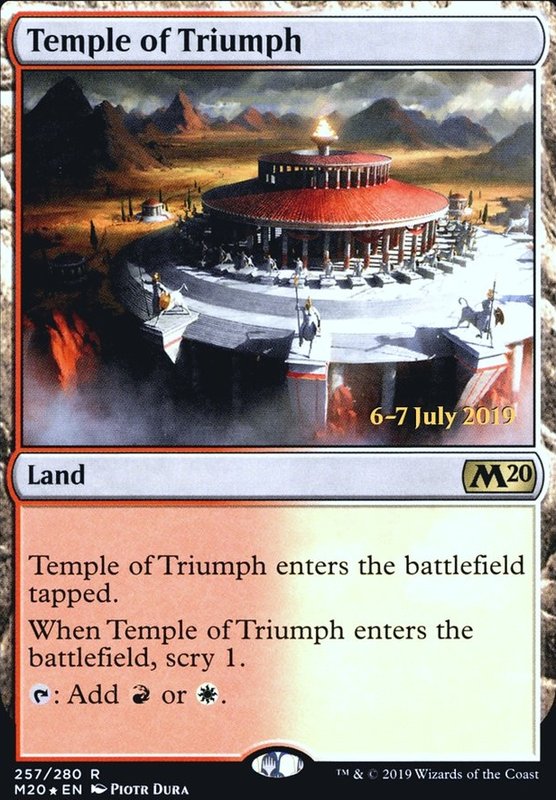 Temple of Triumph
6–7 July 2019
Land
M20
Temple of Triumph enters the battlefield
tapped.
When Temple of Triumph enters the
battlefield, scry 1.
: Add or .
257/280 R
M20★EN Piotr Dura
™ & © 2019 Wizards of the Coast